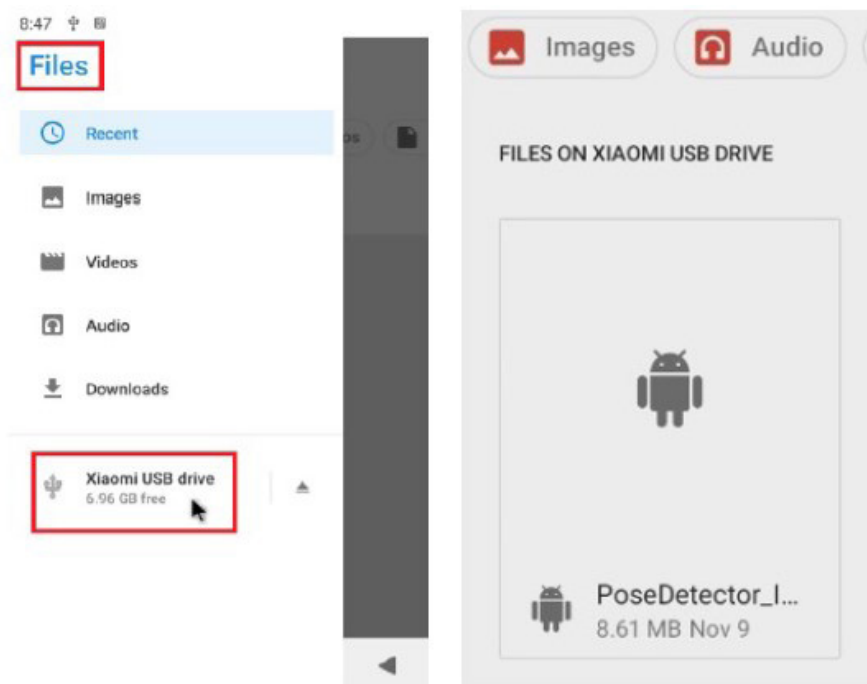 8:47
Files
Recent
Images
Videos
Audio
Downloads
Xiaomi USB drive
6.96 GB free
Images
Audio
FILES ON XIAOMI USB DRIVE
PoseDetector_I...
8.61 MB Nov 9